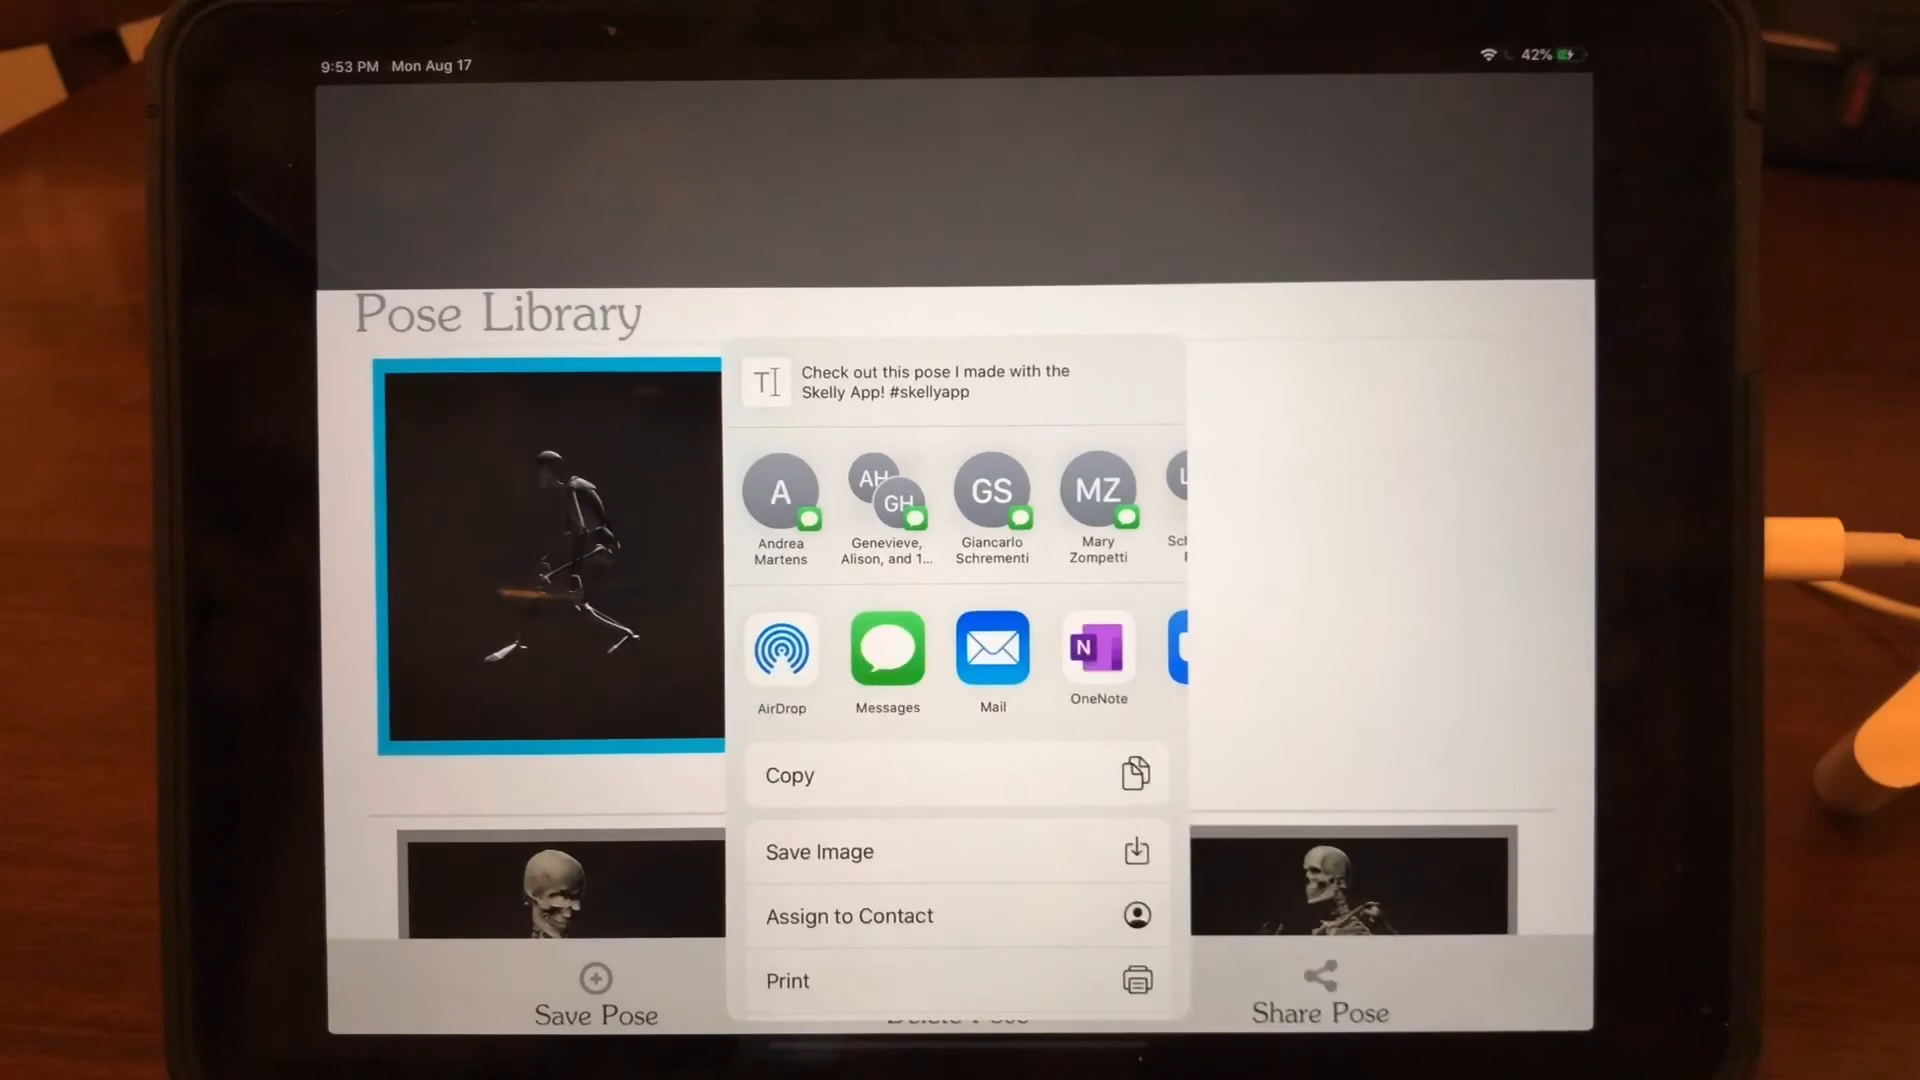 9:53 PM Mon Aug 17
42%
Pose Library
Check out this pose I made with the
Skelly App! #skellyapp
A
AH
GH
GS
MZ
L
Andrea
Martens
Genevieve,
Alison, and 1...
Giancarlo
Schrementi
Mary
Zompetti
Sch
N
AirDrop
Messages
Mail
OneNote
Copy
Save Image
Assign to Contact
Print
Save Pose
Share Pose